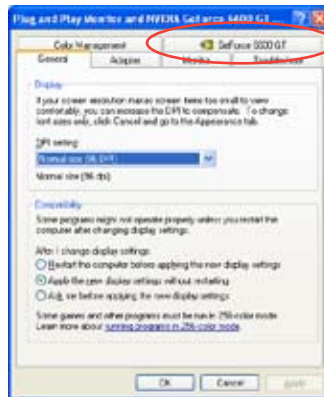 Plug and Play Monitor and NVIDIA GeForce 6600 GT ...
Color Management
GeForce 6600 GT
General
Adapter
Monitor
Troubleshoot
Display
If your screen resolution makes screen items too small to view
comfortably, you can increase the DPI to compensate. To change
font sizes only, click Cancel and go to the Appearance tab.
DPI setting:
Normal size (96 DPI)
Normal size (96 dpi)
Compatibility
Some programs might not operate properly unless you restart the
computer after changing display settings.
After I change display settings:
Restart the computer before applying the new display settings
Apply the new display settings without restarting
Ask me before applying the new display settings
Some games and other programs must be run in 256-color mode.
Learn more about running programs in 256-color mode.
OK
Cancel
Apply